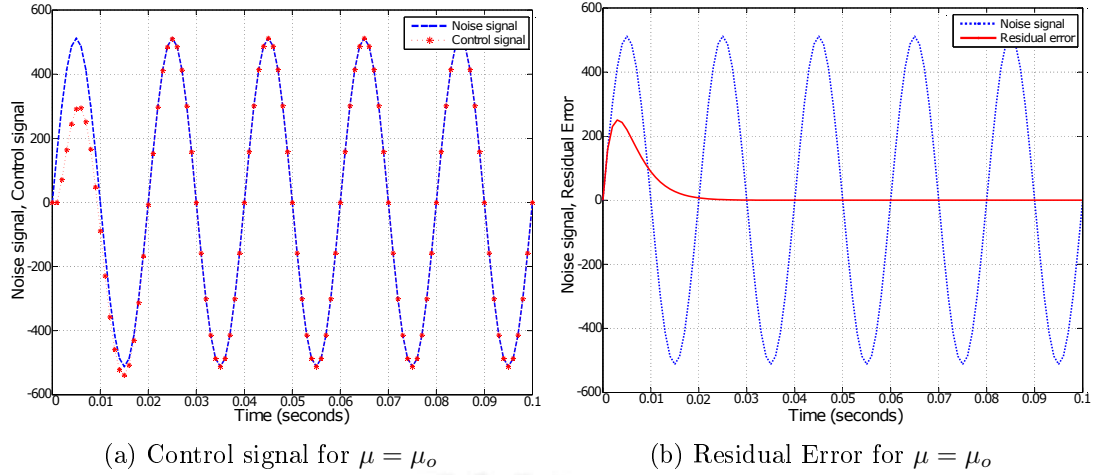 600
400
200
0
-200
-400
-600
Noise signal, Control signal
Noise signal
Control signal
0 0.01 0.02 0.03 0.04 0.05 0.06 0.07 0.08 0.09 0.1
Time (seconds)
(a) Control signal for μ = μo
600
400
200
0
-200
-400
-600
Noise signal, Residual Error
Noise signal
Residual error
0 0.01 0.02 0.03 0.04 0.05 0.06 0.07 0.08 0.09 0.1
Time (seconds)
(b) Residual Error for μ = μo